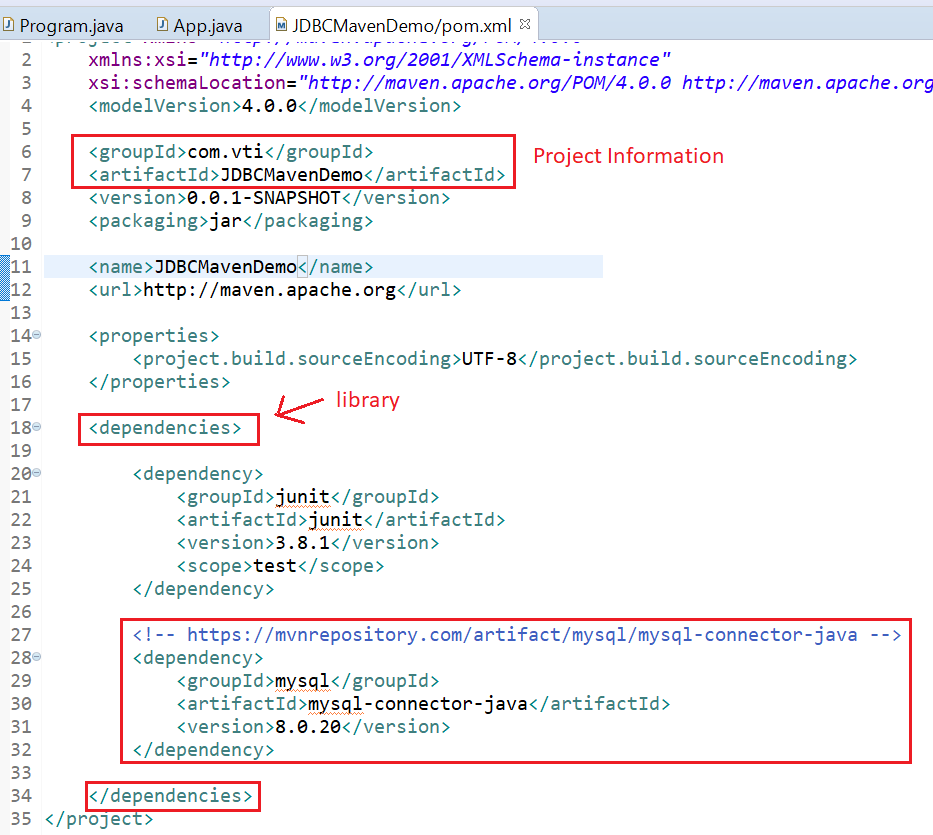 Program.java App.java JDBCMavenDemo/pom.xml
2 xmlns:xsi="http://www.w3.org/2001/XMLSchema-instance"
3 xsi:schemaLocation="http://maven.apache.org/POM/4.0.0 http://maven.apache.org
4 <modelVersion>4.0.0</modelVersion>
5
6 <groupId>com.vti</groupId>
Project Information
7 <artifactId>JDBCMavenDemo</artifactId>
8 <version>0.0.1-SNAPSHOT</version>
9 <packaging>jar</packaging>
10
11 <name>JDBCMavenDemo</name>
12 <url>http://maven.apache.org</url>
13
14 <properties>
15 <project.build.sourceEncoding>UTF-8</project.build.sourceEncoding>
16 </properties>
17
library
18 <dependencies>
19
20 <dependency>
21 <groupId>junit</groupId>
22 <artifactId>junit</artifactId>
23 <version>3.8.1</version>
24 <scope>test</scope>
25 </dependency>
26
27 <!-- https://mvnrepository.com/artifact/mysql/mysql-connector-java -->
28 <dependency>
29 <groupId>mysql</groupId>
30 <artifactId>mysql-connector-java</artifactId>
31 <version>8.0.20</version>
32 </dependency>
33
34 </dependencies>
35 </project>